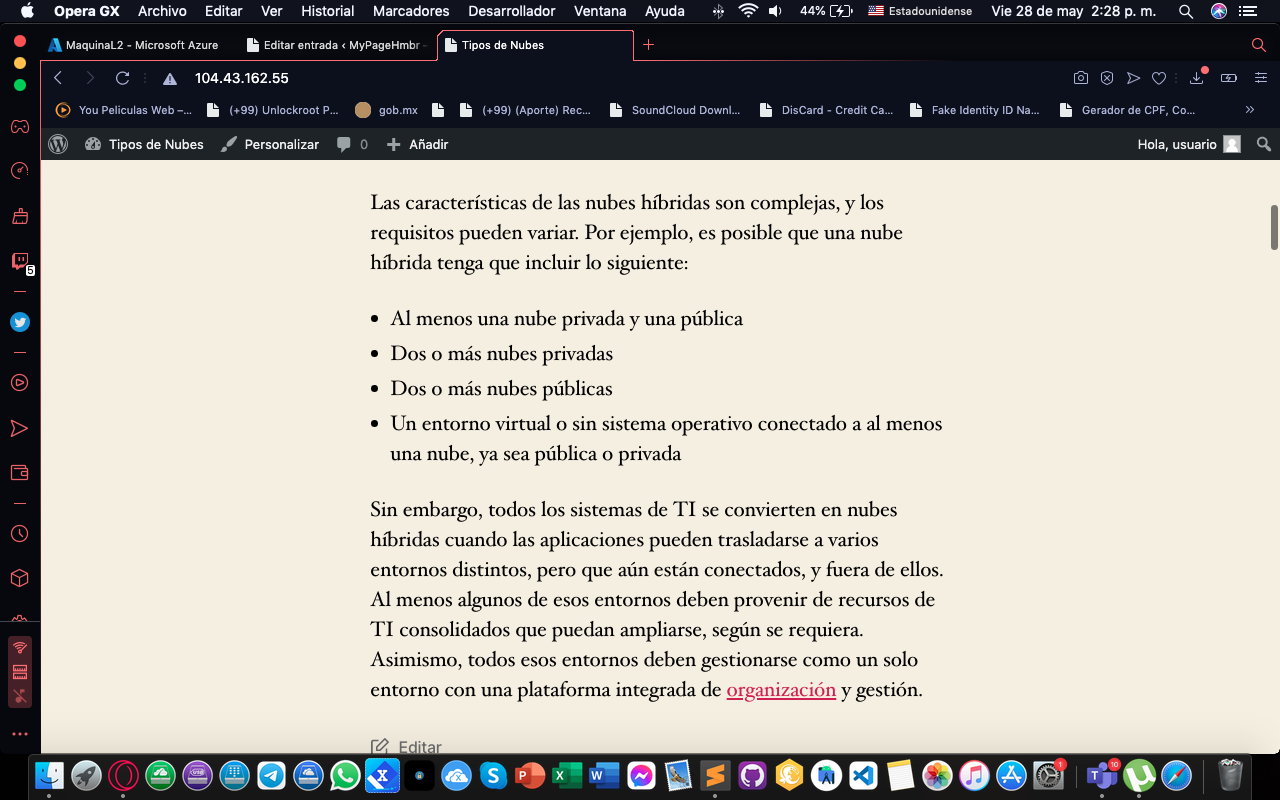 Opera GX Archivo Editar Ver Historial Marcadores Desarrollador Ventana Ayuda 44% Estadounidense Vie 28 de may 2:28 p. m.
MaquinaL2 - Microsoft Azure Editar entrada ‹ MyPageHmbr - Tipos de Nubes
104.43.162.55
You Peliculas Web –... (+99) Unlockroot P... gob.mx (+99) (Aporte) Rec... SoundCloud Downl... DisCard - Credit Ca... Fake Identity ID Na... Gerador de CPF, Co... »
Tipos de Nubes Personalizar 0 Añadir Hola, usuario
Las características de las nubes híbridas son complejas, y los
requisitos pueden variar. Por ejemplo, es posible que una nube
híbrida tenga que incluir lo siguiente:
• Al menos una nube privada y una pública
• Dos o más nubes privadas
• Dos o más nubes públicas
• Un entorno virtual o sin sistema operativo conectado a al menos
una nube, ya sea pública o privada
Sin embargo, todos los sistemas de TI se convierten en nubes
híbridas cuando las aplicaciones pueden trasladarse a varios
entornos distintos, pero que aún están conectados, y fuera de ellos.
Al menos algunos de esos entornos deben provenir de recursos de
TI consolidados que puedan ampliarse, según se requiera.
Asimismo, todos esos entornos deben gestionarse como un solo
entorno con una plataforma integrada de organización y gestión.
Editar
5
1
10